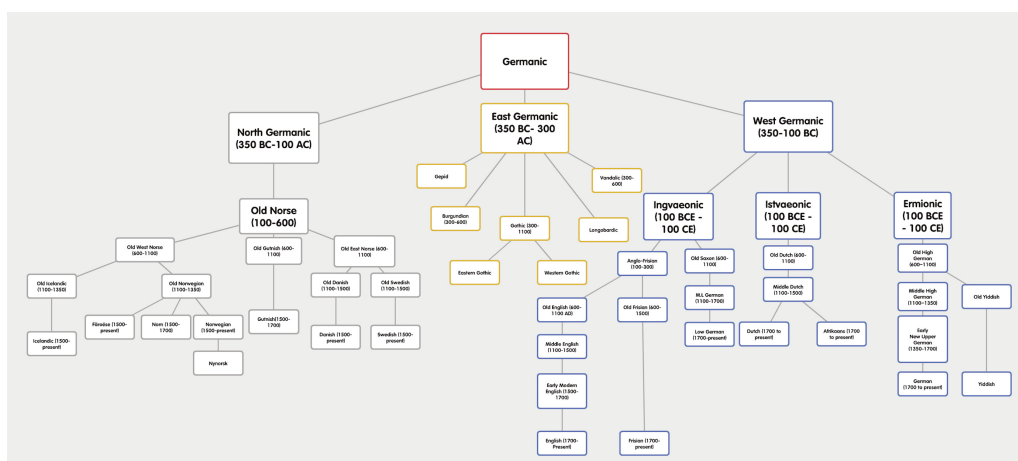 Germanic
North Germanic
(350 BC-100 AC)
East Germanic
(350 BC- 300
AC)
West Germanic
(350-100 BC)
Gepid
Vandalic (300-
600)
Burgundian
(300-600)
Gothic (300-
1100)
Longobardic
Eastern Gothic
Western Gothic
Old Norse
(100-600)
Ingvaeonic
(100 BCE -
100 CE)
Istvaeonic
(100 BCE -
100 CE)
Ermionic
(100 BCE
- 100 CE)
Old West Norse
(600-1100)
Old Gutnish (600-
1100)
Old East Norse (600-
1100)
Old Icelandic
(1100-1350)
Old Norwegian
(1100-1350)
Old Danish
(1100-1500)
Old Swedish
(1100-1500)
Icelandic (1500-
present)
Färoése (1500-
present)
Norn (1500-
1700)
Norwegian
(1500-present)
Nynorsk
Gutnish(1500-
1700)
Danish (1500-
present)
Swedish (1500-
present)
Anglo-Frisian
(100-300)
Old Saxon (600-
1100)
Old Dutch (600-
1100)
Old High
German
(600-1100)
Old English (600-
1100 AD)
Old Frisian (600-
1500)
M.L German
(1100-1700)
Middle Dutch
(1100-1500)
Middle High
German
(1100-1350)
Old Yiddish
Middle English
(1100-1500)
Low German
(1700-present)
Dutch (1700 to
present)
Afrikaans (1700
to present)
Early
New Upper
German
(1350-1700)
Early Modern
English (1500-
1700)
German
(1700 to present)
Yiddish
English (1700-
Present)
Frisian (1700-
present)